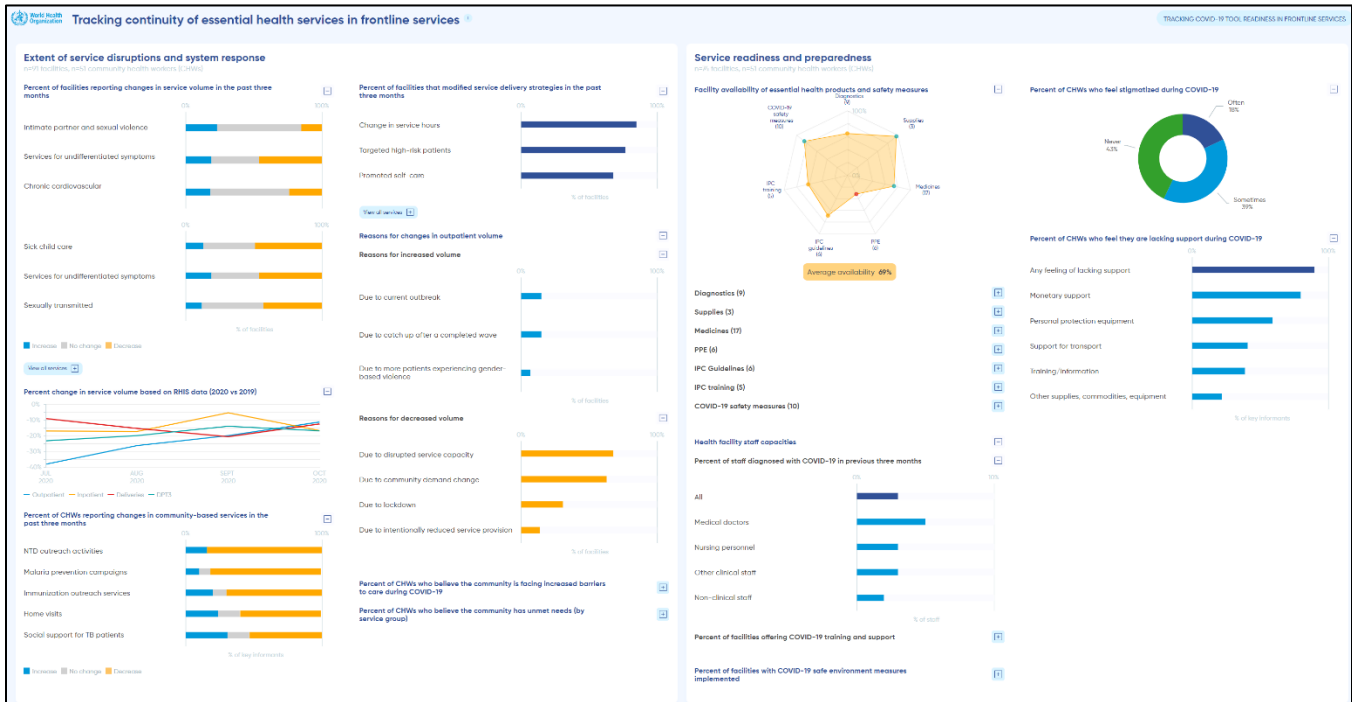 World Health
Organization
Tracking continuity of essential health services in frontline services
TRACKING COVID-19 TOOL READINESS IN FRONTLINE SERVICES
Extent of service disruptions and system response
Percent of facilities reporting changes in service volume in the past three
months
0%
100%
Intimate partner and sexual violence
Services for undifferentiated symptoms
Chronic cardiovascular
0%
100%
Sick child care
Services for undifferentiated symptoms
Sexually transmitted
% of facilities
Increase No change Decrease
View all services
Percent change in service volume based on RHIS data (2020 vs 2019)
0%
JUL
2020
AUG
2020
SEPT
2020
OCT
2020
Outpatient Inpatient Deliveries DPT3
Percent of CHWs reporting changes in community-based services in the
past three months
0%
100%
NTD outreach activities
Malaria prevention campaigns
Immunization outreach services
Home visits
Social support for TB patients
% of key informants
Increase No change Decrease
Percent of facilities that modified service delivery strategies in the past
three months
0%
100%
Change in service hours
Targeted high-risk patients
Promoted self-care
% of facilities
View all services
Reasons for changes in outpatient volume
Reasons for increased volume
0%
100%
Due to current outbreak
Due to catch up after a completed wave
Due to more patients experiencing gender-
based violence
% of facilities
Reasons for decreased volume
0%
100%
Due to disrupted service capacity
Due to community demand change
Due to lockdown
Due to intentionally reduced service provision
% of facilities
Percent of CHWs who believe the community is facing increased barriers
to care during COVID-19
Percent of CHWs who believe the community has unmet needs (by
service group)
Service readiness and preparedness
Facility availability of essential health products and safety measures
Diagnostics
(9)
100%
0%
Supplies
(3)
Medicines
(17)
PPE
(6)
IPC
guidelines
(6)
IPC
training
(5)
COVID-19
safety
measures
(10)
Average availability 69%
Diagnostics (9)
Supplies (3)
Medicines (17)
PPE (6)
IPC Guidelines (6)
IPC training (5)
COVID-19 safety measures (10)
Health facility staff capacities
Percent of staff diagnosed with COVID-19 in previous three months
0%
10%
All
Medical doctors
Nursing personnel
Other clinical staff
Non-clinical staff
% of staff
Percent of facilities offering COVID-19 training and support
Percent of facilities with COVID-19 safe environment measures
implemented
Percent of CHWs who feel stigmatized during COVID-19
Often
18%
Never
43%
Sometimes
39%
Percent of CHWs who feel they are lacking support during COVID-19
0%
100%
Any feeling of lacking support
Monetary support
Personal protection equipment
Support for transport
Training/information
Other supplies, commodities, equipment
% of key informants